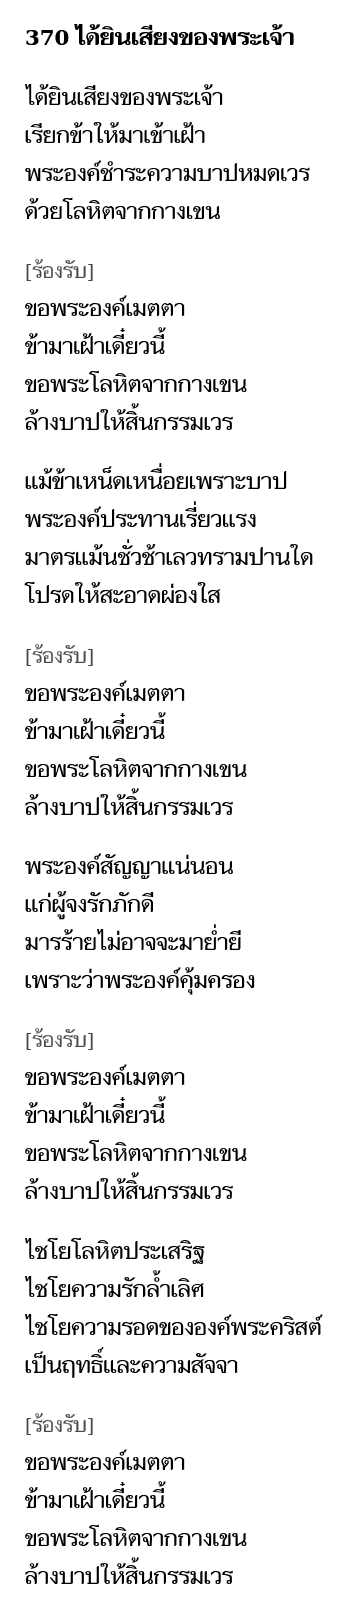 370 ได้ยินเสียงของพระเจ้า
ได้ยินเสียงของพระเจ้า
เรียกข้าให้มาเข้าเฝ้า
พระองค์ชำระความบาปหมดเวร
ด้วยโลหิตจากกางเขน
[ร้องรับ]
ขอพระองค์เมตตา
ข้ามาเฝ้าเดี๋ยวนี้
ขอพระโลหิตจากกางเขน
ล้างบาปให้สิ้นกรรมเวร
แม้ข้าเหน็ดเหนื่อยเพราะบาป
พระองค์ประทานเรี่ยวแรง
มาตรแม้นชั่วช้าเลวทรามปานใด
โปรดให้สะอาดผ่องใส
[ร้องรับ]
ขอพระองค์เมตตา
ข้ามาเฝ้าเดี๋ยวนี้
ขอพระโลหิตจากกางเขน
ล้างบาปให้สิ้นกรรมเวร
พระองค์สัญญาแน่นอน
แก่ผู้จงรักภักดี
มารร้ายไม่อาจจะมาย่ำยี
เพราะว่าพระองค์คุ้มครอง
[ร้องรับ]
ขอพระองค์เมตตา
ข้ามาเฝ้าเดี๋ยวนี้
ขอพระโลหิตจากกางเขน
ล้างบาปให้สิ้นกรรมเวร
ไชโยโลหิตประเสริฐ
ไชโยความรักล้ำเลิศ
ไชโยความรอดขององค์พระคริสต์
เป็นฤทธิ์และความสัจจา
[ร้องรับ]
ขอพระองค์เมตตา
ข้ามาเฝ้าเดี๋ยวนี้
ขอพระโลหิตจากกางเขน
ล้างบาปให้สิ้นกรรมเวร